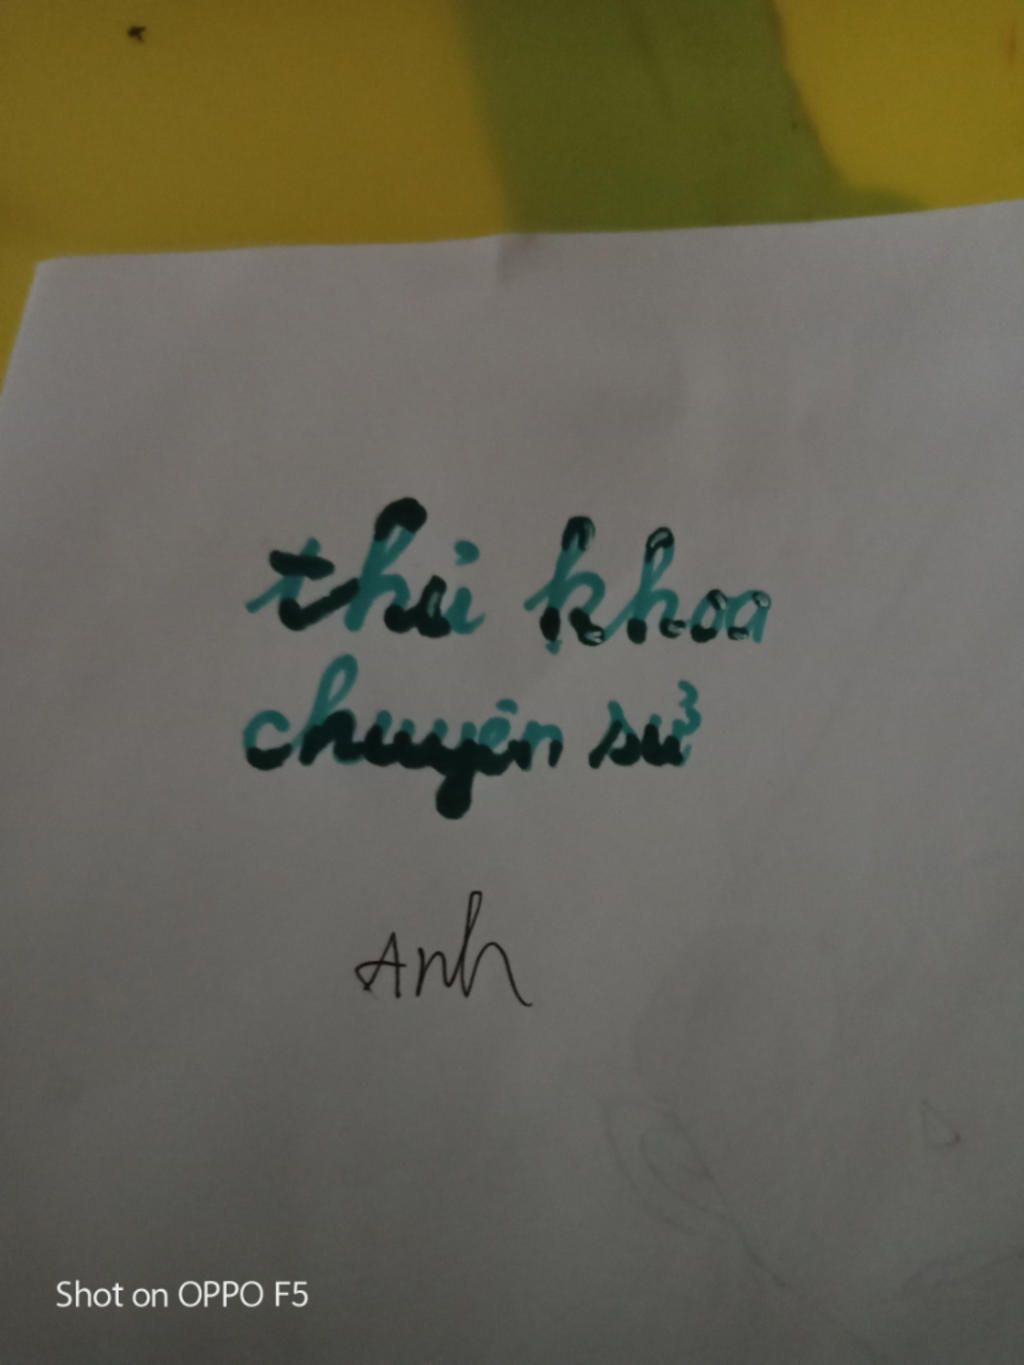 thủ khoa
chuyên sử
Anh
Shot on OPPO F5